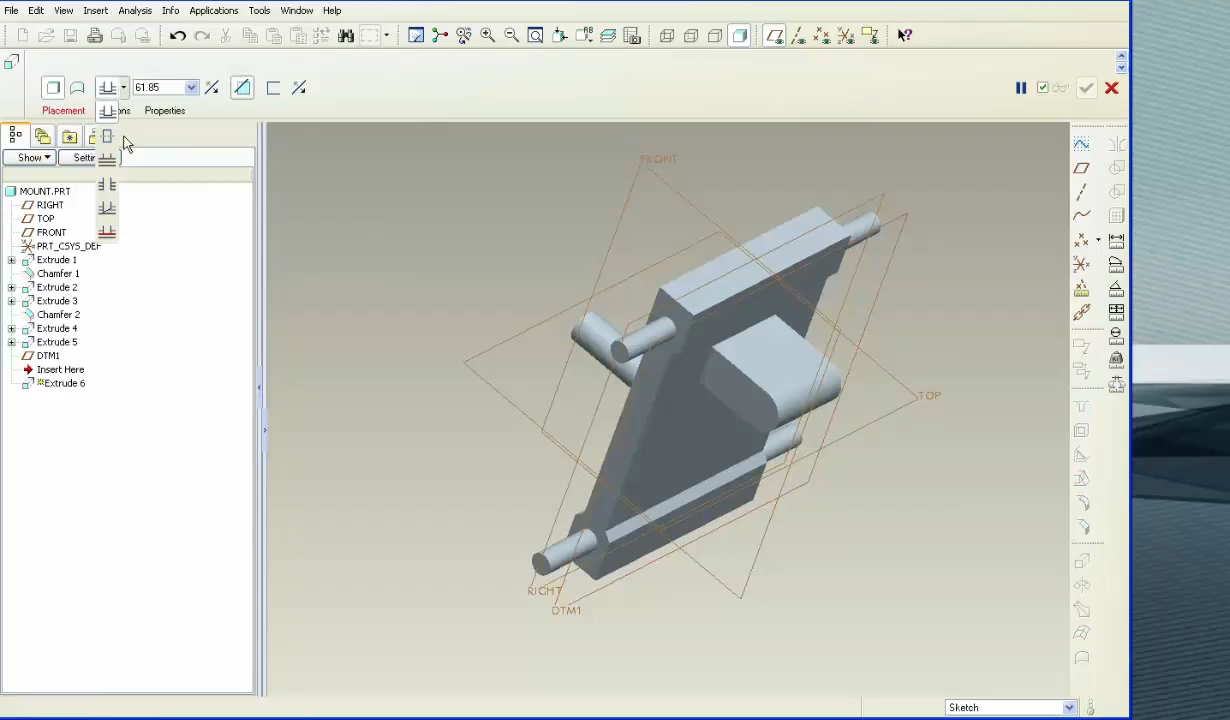 File Edit View Insert Analysis Info Applications Tools Window Help
61.85
Placement ons Properties
Show Settin
MOUNT.PRT
RIGHT
TOP
FRONT
PRT_CSYS_DEF
Extrude 1
Chamfer 1
Extrude 2
Extrude 3
Chamfer 2
Extrude 4
Extrude 5
DTM1
Insert Here
Extrude 6
FRONT
TOP
RIGHT
DTM1
Sketch